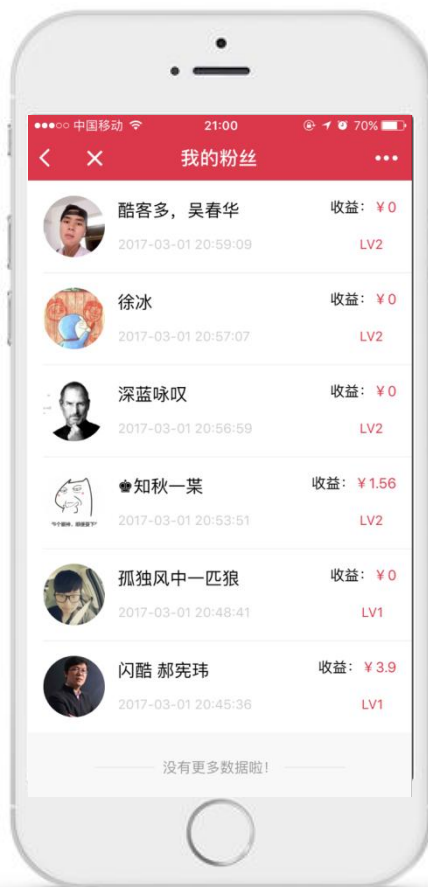 中国移动 21:00 70%
我的粉丝
酷客多，吴春华 收益：￥0
2017-03-01 20:59:09 LV2
徐冰 收益：￥0
2017-03-01 20:57:07 LV2
深蓝咏叹 收益：￥0
2017-03-01 20:56:59 LV2
♚知秋一葉 收益：￥1.56
2017-03-01 20:53:51 LV2
孤独风中一匹狼 收益：￥0
2017-03-01 20:48:41 LV1
闪酷 郝宪玮 收益：￥3.9
2017-03-01 20:45:36 LV1
没有更多数据啦！